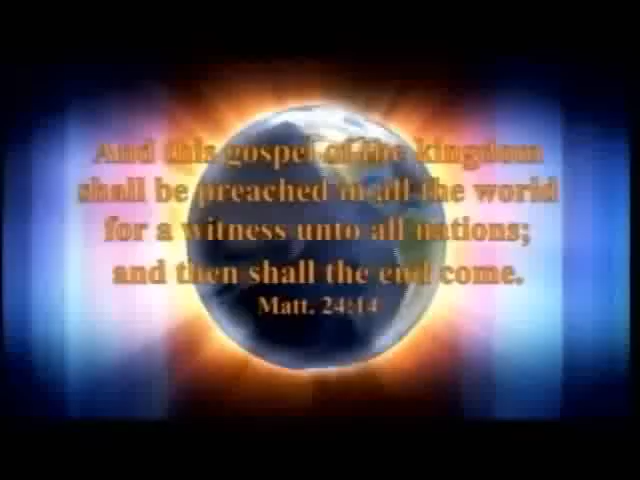 And this gospel of the kingdom
shall be preached in all the world
for a witness unto all nations;
and then shall the end come.
Matt. 24:14